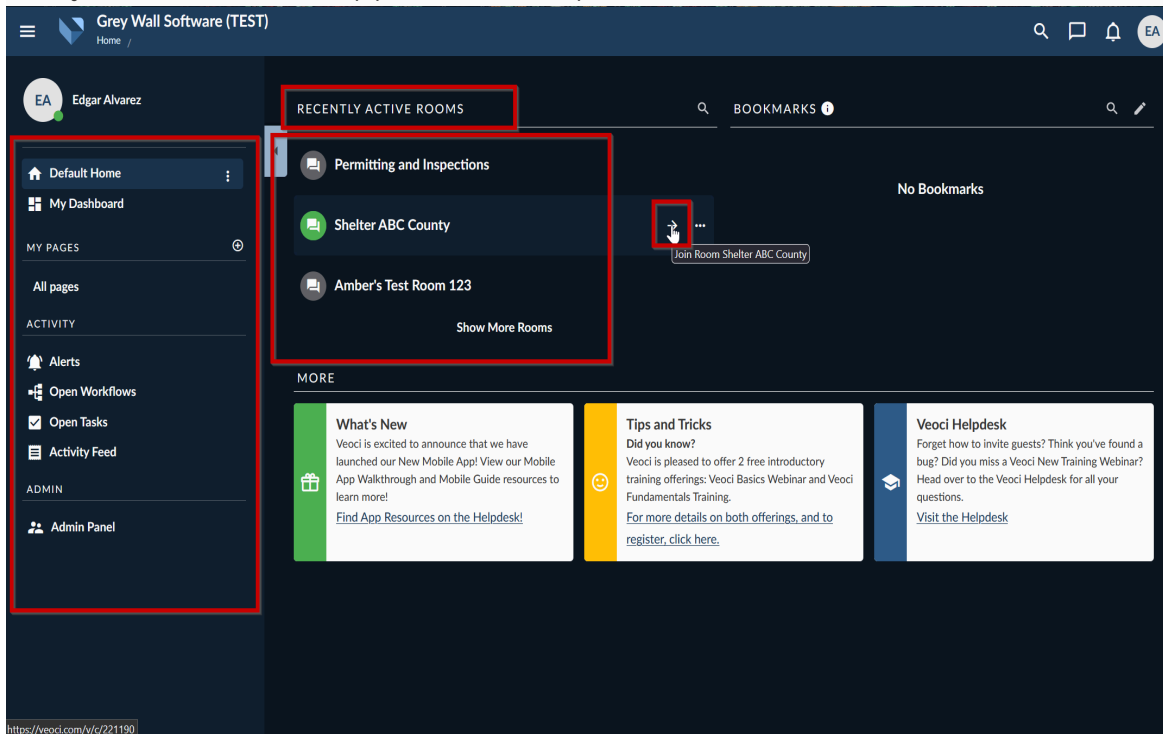 Grey Wall Software (TEST)
Home /
EA
EA
Edgar Alvarez
Default Home
My Dashboard
MY PAGES
All pages
ACTIVITY
Alerts
Open Workflows
Open Tasks
Activity Feed
ADMIN
Admin Panel
RECENTLY ACTIVE ROOMS
Permitting and Inspections
Shelter ABC County
Join Room Shelter ABC County
Amber's Test Room 123
Show More Rooms
BOOKMARKS
No Bookmarks
MORE
What's New
Veoci is excited to announce that we have
launched our New Mobile App! View our Mobile
App Walkthrough and Mobile Guide resources to
learn more!
Find App Resources on the Helpdesk!
Tips and Tricks
Did you know?
Veoci is pleased to offer 2 free introductory
training offerings: Veoci Basics Webinar and Veoci
Fundamentals Training.
For more details on both offerings, and to
register, click here.
Veoci Helpdesk
Forget how to invite guests? Think you've found a
bug? Did you miss a Veoci New Training Webinar?
Head over to the Veoci Helpdesk for all your
questions.
Visit the Helpdesk
https://veoci.com/v/c/221190